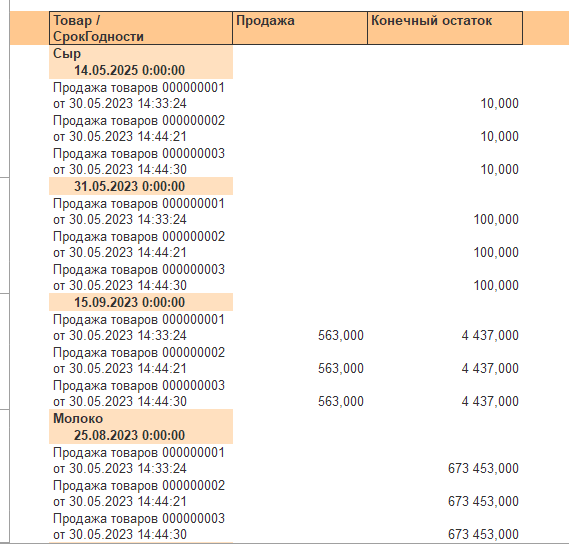 Товар / Продажа Конечный остаток
СрокГодности
Сыр
14.05.2025 0:00:00
Продажа товаров 000000001
от 30.05.2023 14:33:24 10,000
Продажа товаров 000000002
от 30.05.2023 14:44:21 10,000
Продажа товаров 000000003
от 30.05.2023 14:44:30 10,000
31.05.2023 0:00:00
Продажа товаров 000000001
от 30.05.2023 14:33:24 100,000
Продажа товаров 000000002
от 30.05.2023 14:44:21 100,000
Продажа товаров 000000003
от 30.05.2023 14:44:30 100,000
15.09.2023 0:00:00
Продажа товаров 000000001
от 30.05.2023 14:33:24 563,000 4 437,000
Продажа товаров 000000002
от 30.05.2023 14:44:21 563,000 4 437,000
Продажа товаров 000000003
от 30.05.2023 14:44:30 563,000 4 437,000
Молоко
25.08.2023 0:00:00
Продажа товаров 000000001
от 30.05.2023 14:33:24 673 453,000
Продажа товаров 000000002
от 30.05.2023 14:44:21 673 453,000
Продажа товаров 000000003
от 30.05.2023 14:44:30 673 453,000